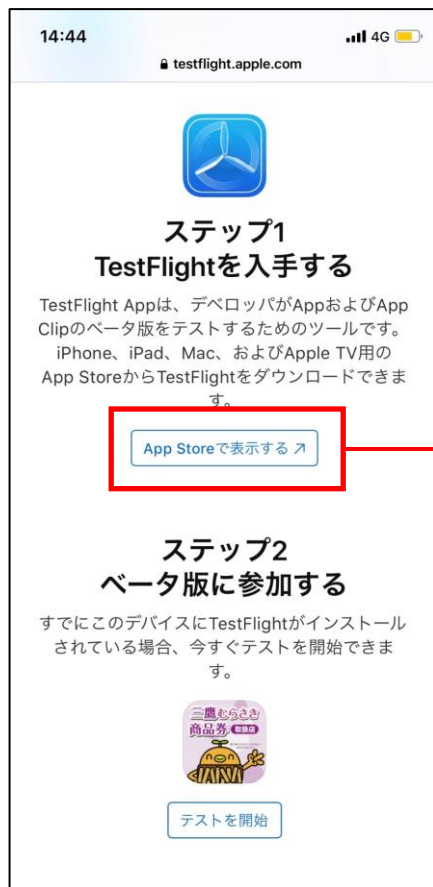 14:44
4G
testflight.apple.com
ステップ1
TestFlightを入手する
TestFlight Appは、デベロッパがAppおよびApp
Clipのベータ版をテストするためのツールです。
iPhone、iPad、Mac、およびApple TV用の
App StoreからTestFlightをダウンロードできま
す。
App Storeで表示する
ステップ2
ベータ版に参加する
すでにこのデバイスにTestFlightがインストール
されている場合、今すぐテストを開始できま
す。
三鷹むらさき
商品券 取扱店
テストを開始